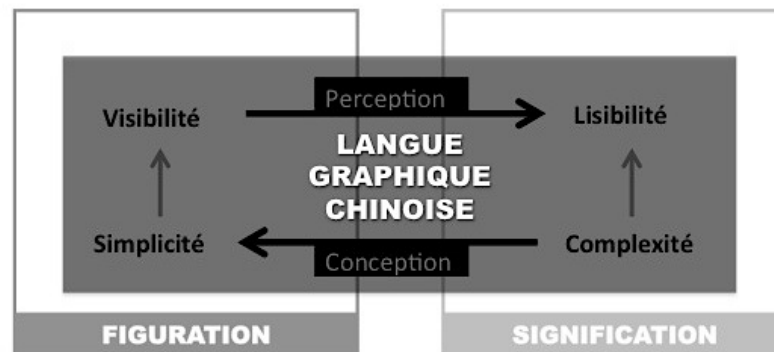 Perception
Visibilité
Lisibilité
LANGUE
GRAPHIQUE
CHINOISE
Simplicité
Complexité
Conception
FIGURATION
SIGNIFICATION